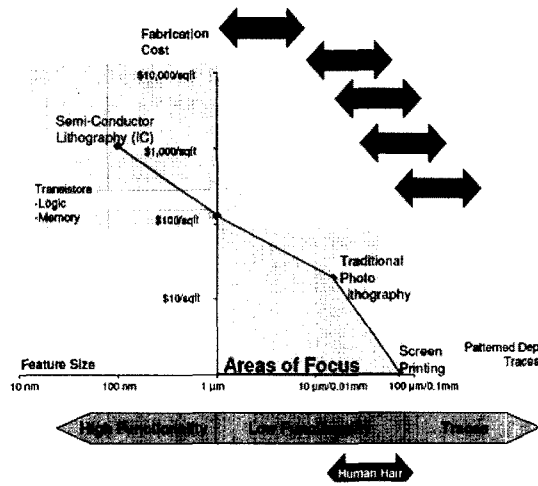 Fabrication
Cost
$10,000/sqft
Semi-Conductor
Lithography (IC)
$1,000/sqft
Transistors
-Logic
-Memory
$100/sqft
Traditional
Photo
lithography
$10/sqft
Screen
Printing
Patterned Dep
Traces
Feature Size
Areas of Focus
10 nm
100 nm
1 µm
10 µm/0.01mm
100 µm/0.1mm
High Functionality
Low Functionality
Traces
Human Hair